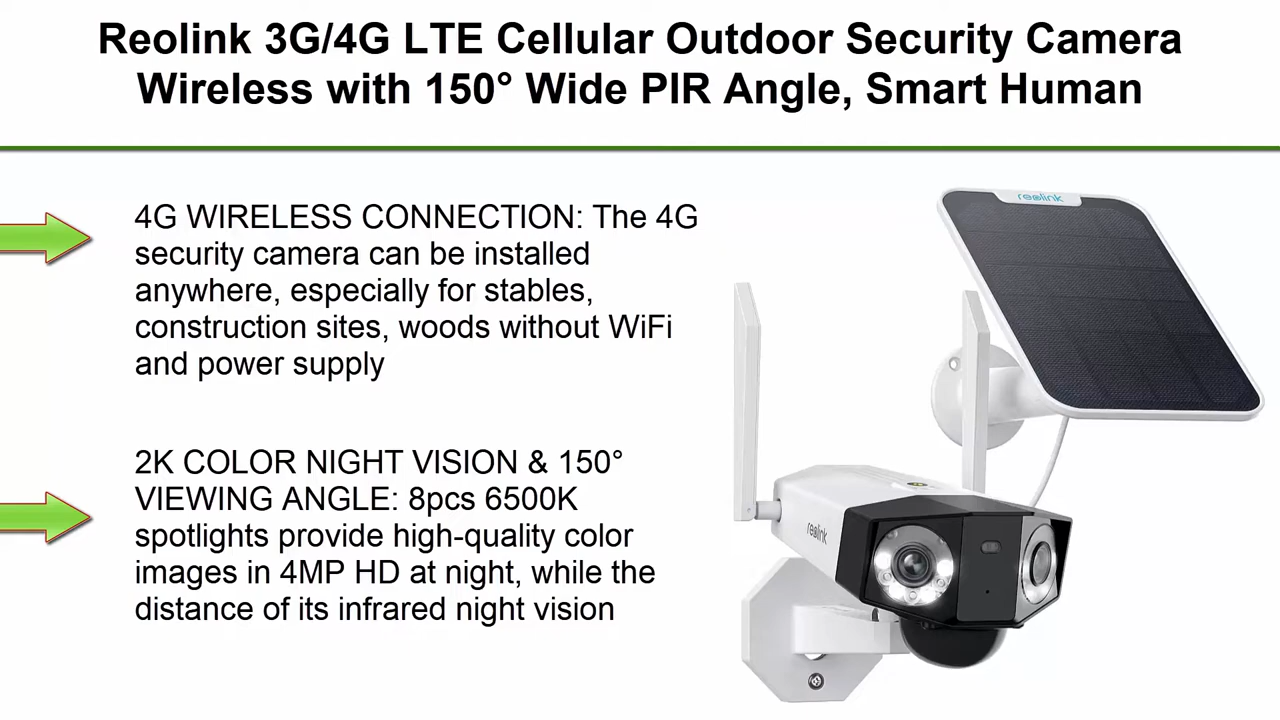 Reolink 3G/4G LTE Cellular Outdoor Security Camera
Wireless with 150° Wide PIR Angle, Smart Human
4G WIRELESS CONNECTION: The 4G
security camera can be installed
anywhere, especially for stables,
construction sites, woods without WiFi
and power supply
2K COLOR NIGHT VISION & 150°
VIEWING ANGLE: 8pcs 6500K
spotlights provide high-quality color
images in 4MP HD at night, while the
distance of its infrared night vision
reolink
reolink